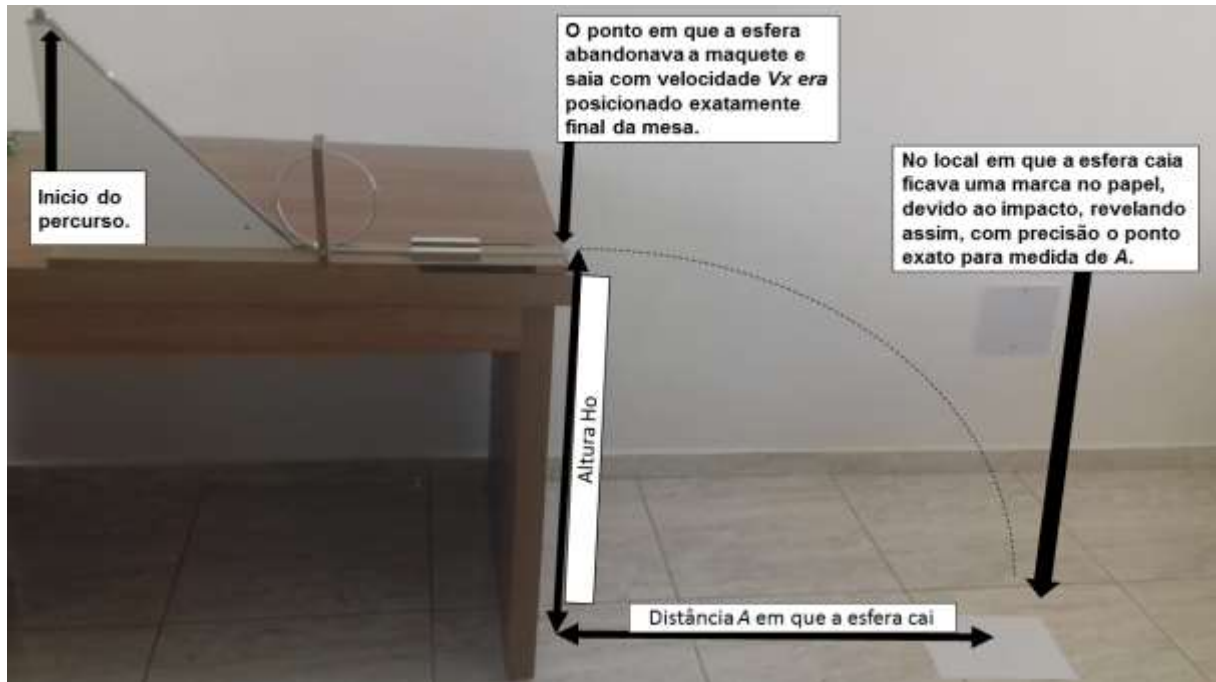 O ponto em que a esfera
abandonava a maquete e
saia com velocidade Vx era
posicionado exatamente
final da mesa.
No local em que a esfera caia
ficava uma marca no papel,
devido ao impacto, revelando
assim, com precisão o ponto
exato para medida de A.
Inicio do
percurso.
Altura Ho
Distância A em que a esfera cai